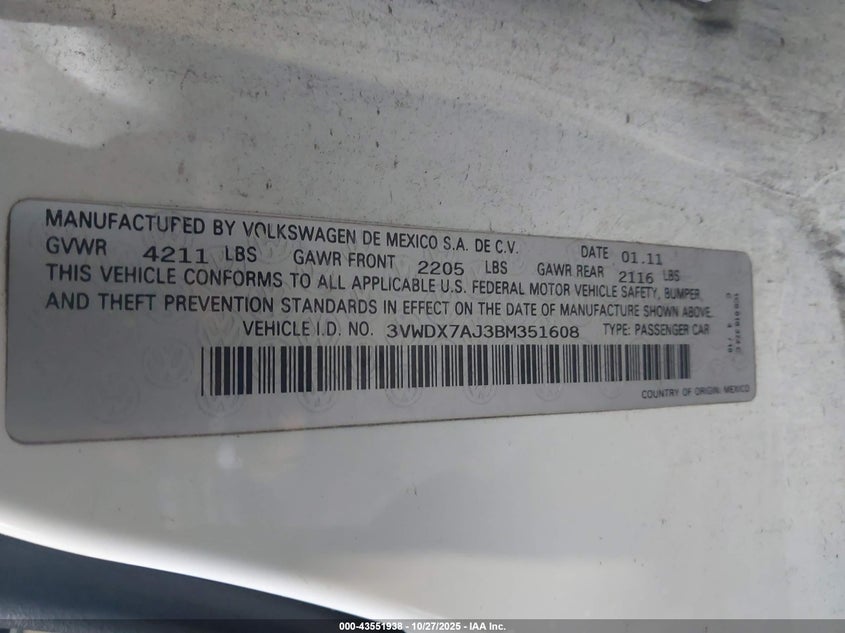 MANUFACTURED BY VOLKSWAGEN DE MEXICO S.A. DE C.V. DATE 01.11
GVWR 4211 LBS GAWR FRONT 2205 LBS GAWR REAR 2116 LBS
THIS VEHICLE CONFORMS TO ALL APPLICABLE U.S. FEDERAL MOTOR VEHICLE SAFETY, BUMPER
AND THEFT PREVENTION STANDARDS IN EFFECT ON THE DATE OF MANUFACTURE SHOWN ABOVE.
VEHICLE I.D. NO. 3VWDX7AJ3BM351608 TYPE: PASSENGER CAR
COUNTRY OF ORIGIN: MEXICO
000-43551938 - 10/27/2025 - IAA Inc.